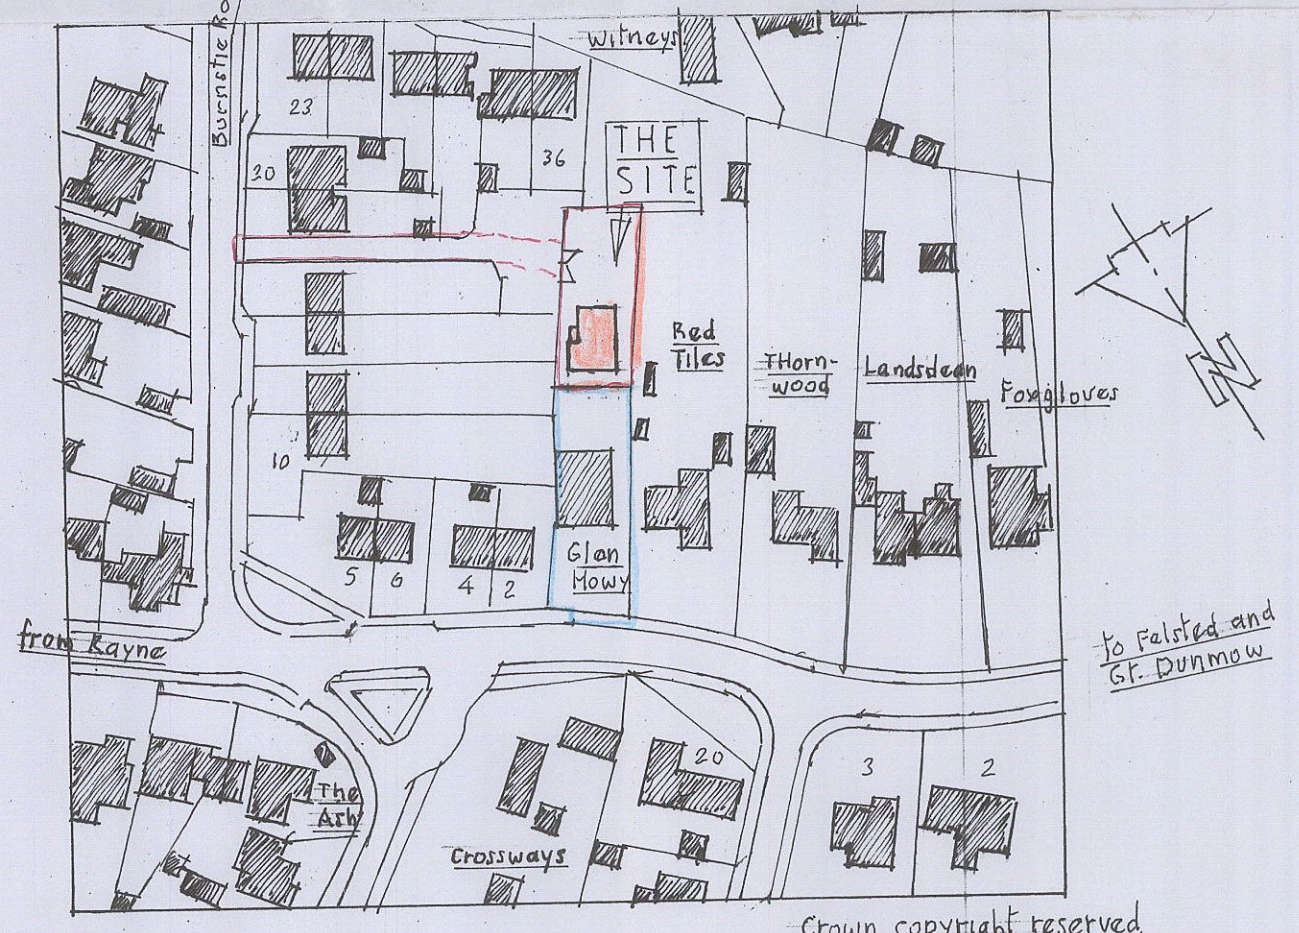 Witneys
Burnstie Ro
23
THE
SITE
36
30
Red
Tiles
THorn-
wood
Landsdean
Foxgloves
N
10
Glen
Mowy
5
6
4
2
from Rayne
to Felsted and
Gt. Dunmow
20
3
2
The
Ash
Crossways
Crown copyright reserved